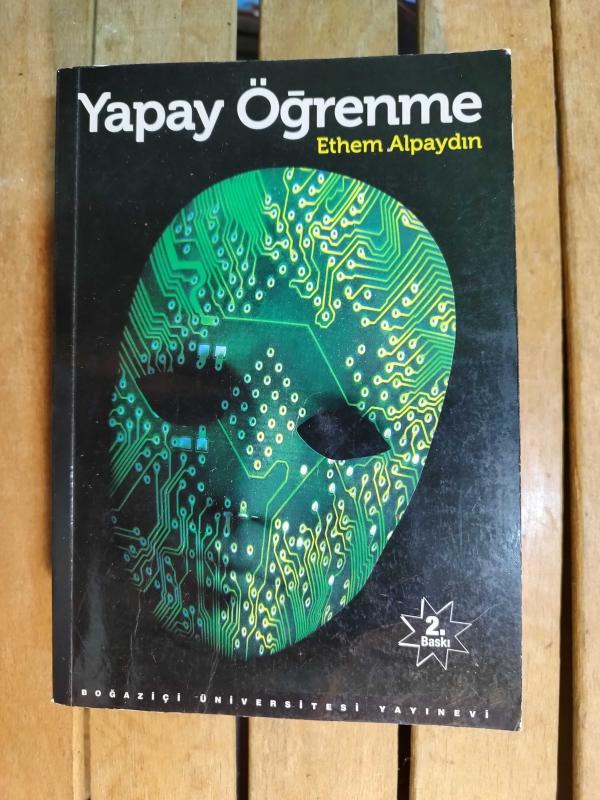 Yapay Öğrenme
Ethem Alpaydın
2.
Baskı
BOĞAZİÇİ ÜNİVERSİTESİ YAYINEVİ